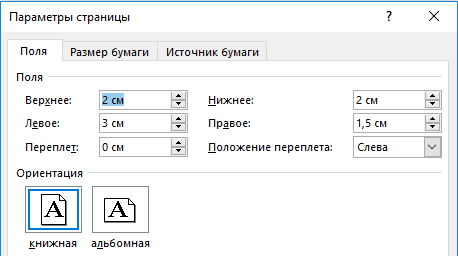 Параметры страницы ? ×
Поля Размер бумаги Источник бумаги
Поля
Верхнее: 2 см Нижнее: 2 см
Левое: 3 см Правое: 1,5 см
Переплет: 0 см Положение переплета: Слева
Ориентация
A A
книжная альбомная